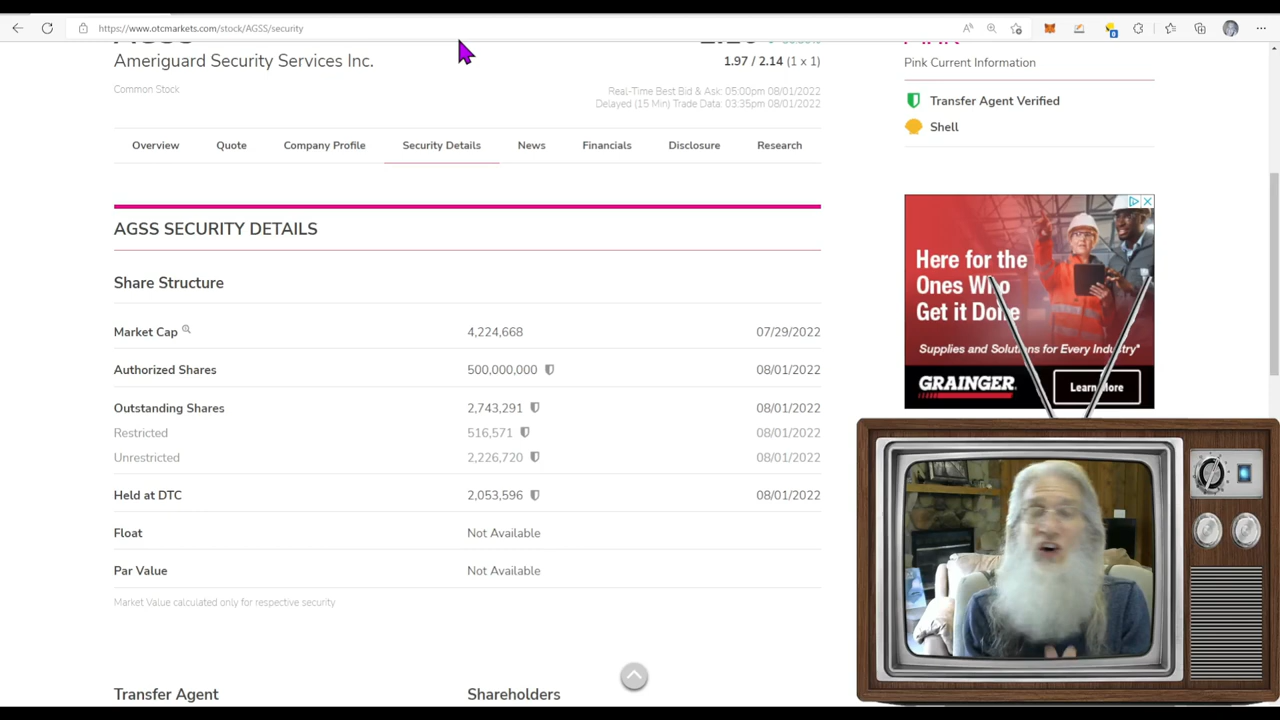 https://www.otcmarkets.com/stock/AGSS/security
Ameriguard Security Services Inc.
Common Stock
1.97 / 2.14 (1 x 1)
Real-Time Best Bid & Ask: 05:00pm 08/01/2022
Delayed (15 Min) Trade Data: 03:35pm 08/01/2022
Pink Current Information
Transfer Agent Verified
Shell
Overview Quote Company Profile Security Details News Financials Disclosure Research
AGSS SECURITY DETAILS
Share Structure
Market Cap 4,224,668 07/29/2022
Authorized Shares 500,000,000 08/01/2022
Outstanding Shares 2,743,291 08/01/2022
Restricted 516,571 08/01/2022
Unrestricted 2,226,720 08/01/2022
Held at DTC 2,053,596 08/01/2022
Float Not Available
Par Value Not Available
Market Value calculated only for respective security
Transfer Agent Shareholders
Here for the
Ones Who
Get it Done
Supplies and Solutions for Every Industry*
GRAINGER Learn More